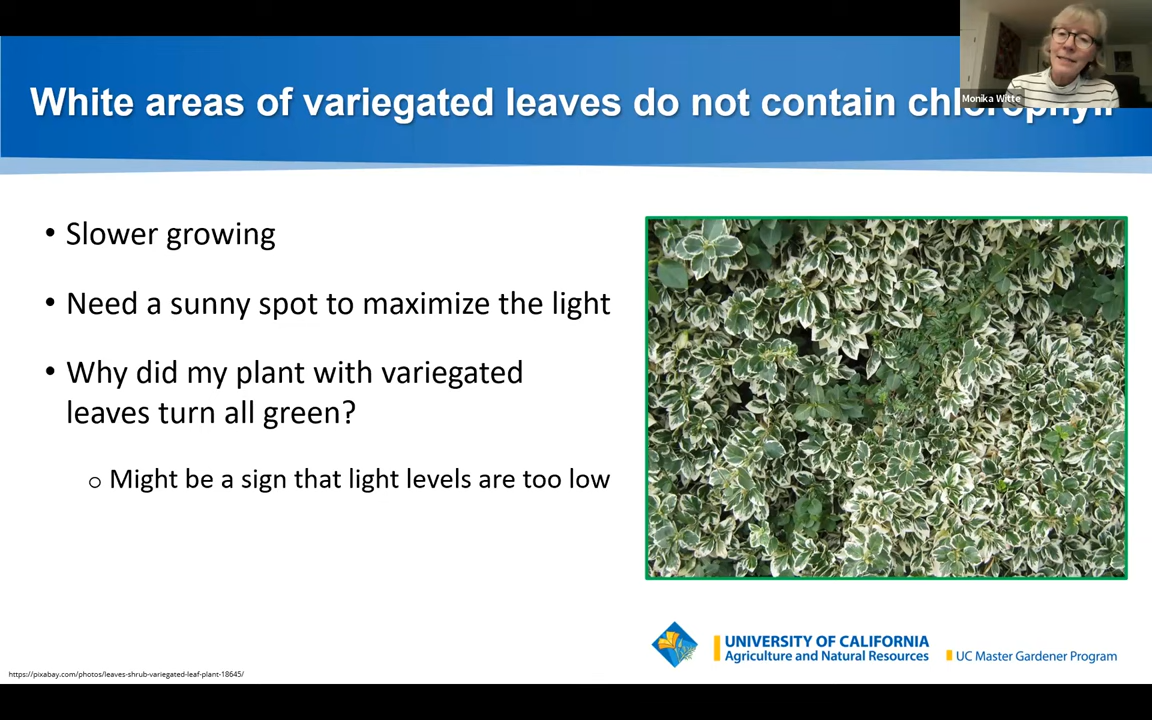 White areas of variegated leaves do not contain chlorophyll
Monika Witte
• Slower growing
• Need a sunny spot to maximize the light
• Why did my plant with variegated
leaves turn all green?
o Might be a sign that light levels are too low
UNIVERSITY OF CALIFORNIA
Agriculture and Natural Resources
UC Master Gardener Program
https://pixabay.com/photos/leaves-shrub-variegated-leaf-plant-18645/